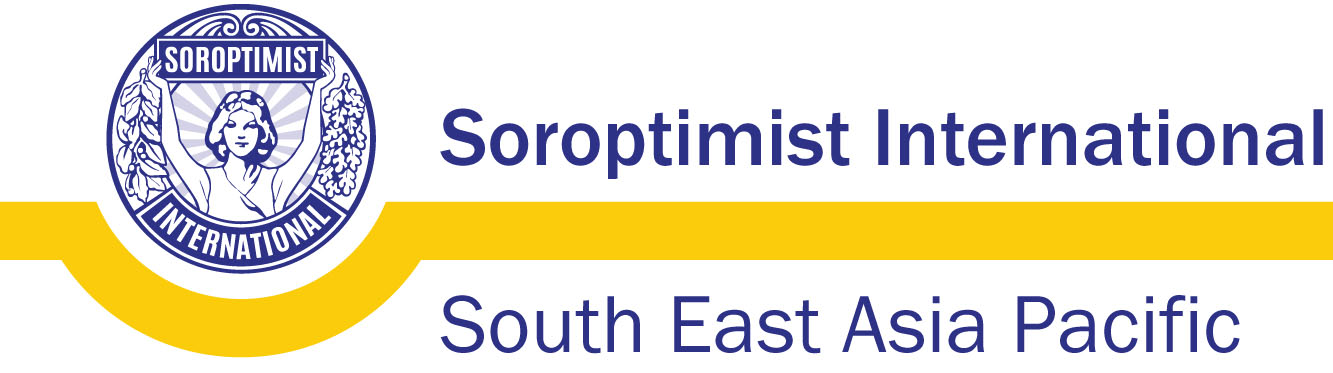 SOROPTIMIST
INTERNATIONAL
Soroptimist International
South East Asia Pacific